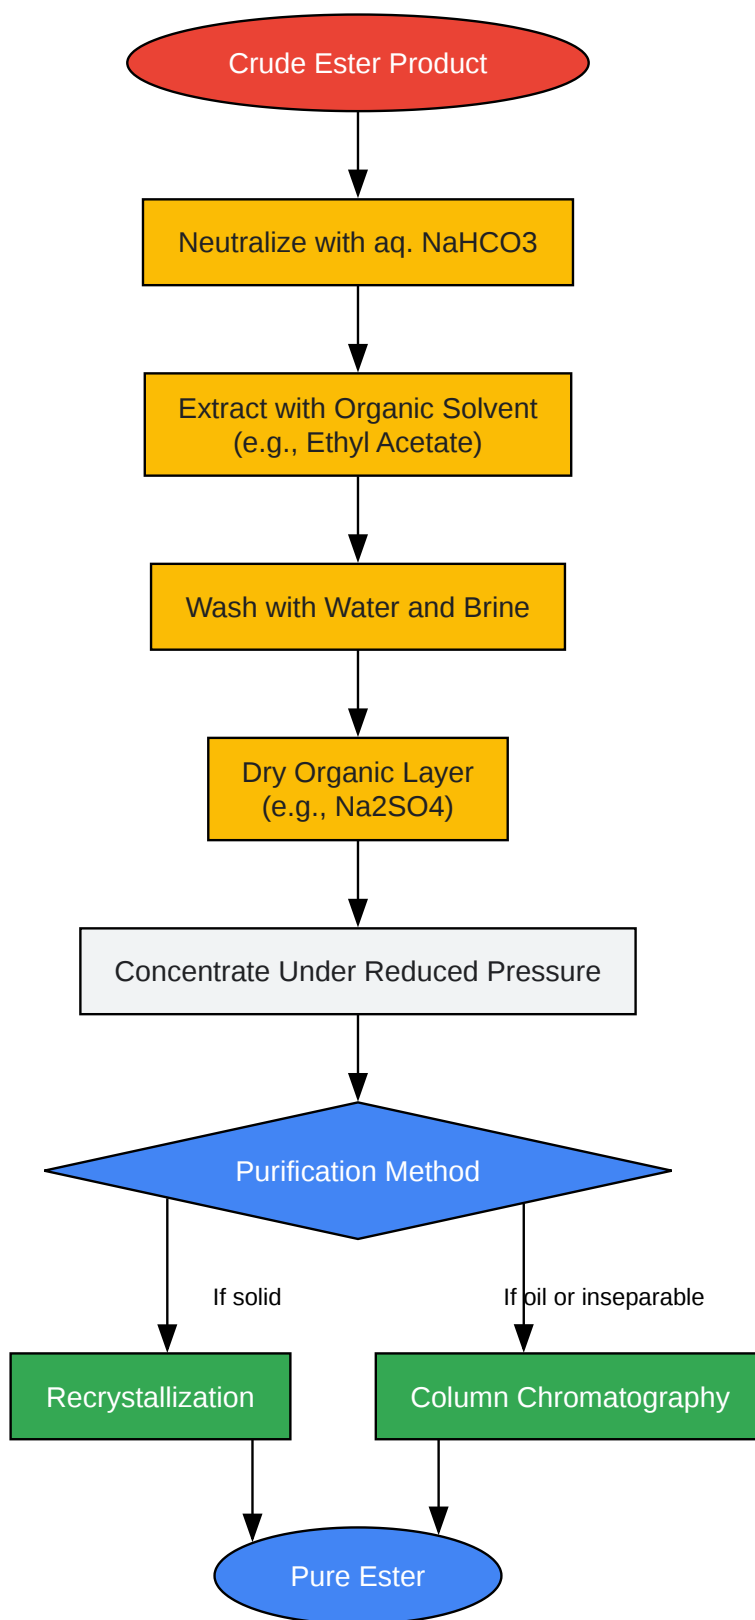 Crude Ester Product
Neutralize with aq. NaHCO3
Extract with Organic Solvent
(e.g., Ethyl Acetate)
Wash with Water and Brine
Dry Organic Layer
(e.g., Na2SO4)
Concentrate Under Reduced Pressure
Purification Method
If solid
If oil or inseparable
Recrystallization
Column Chromatography
Pure Ester